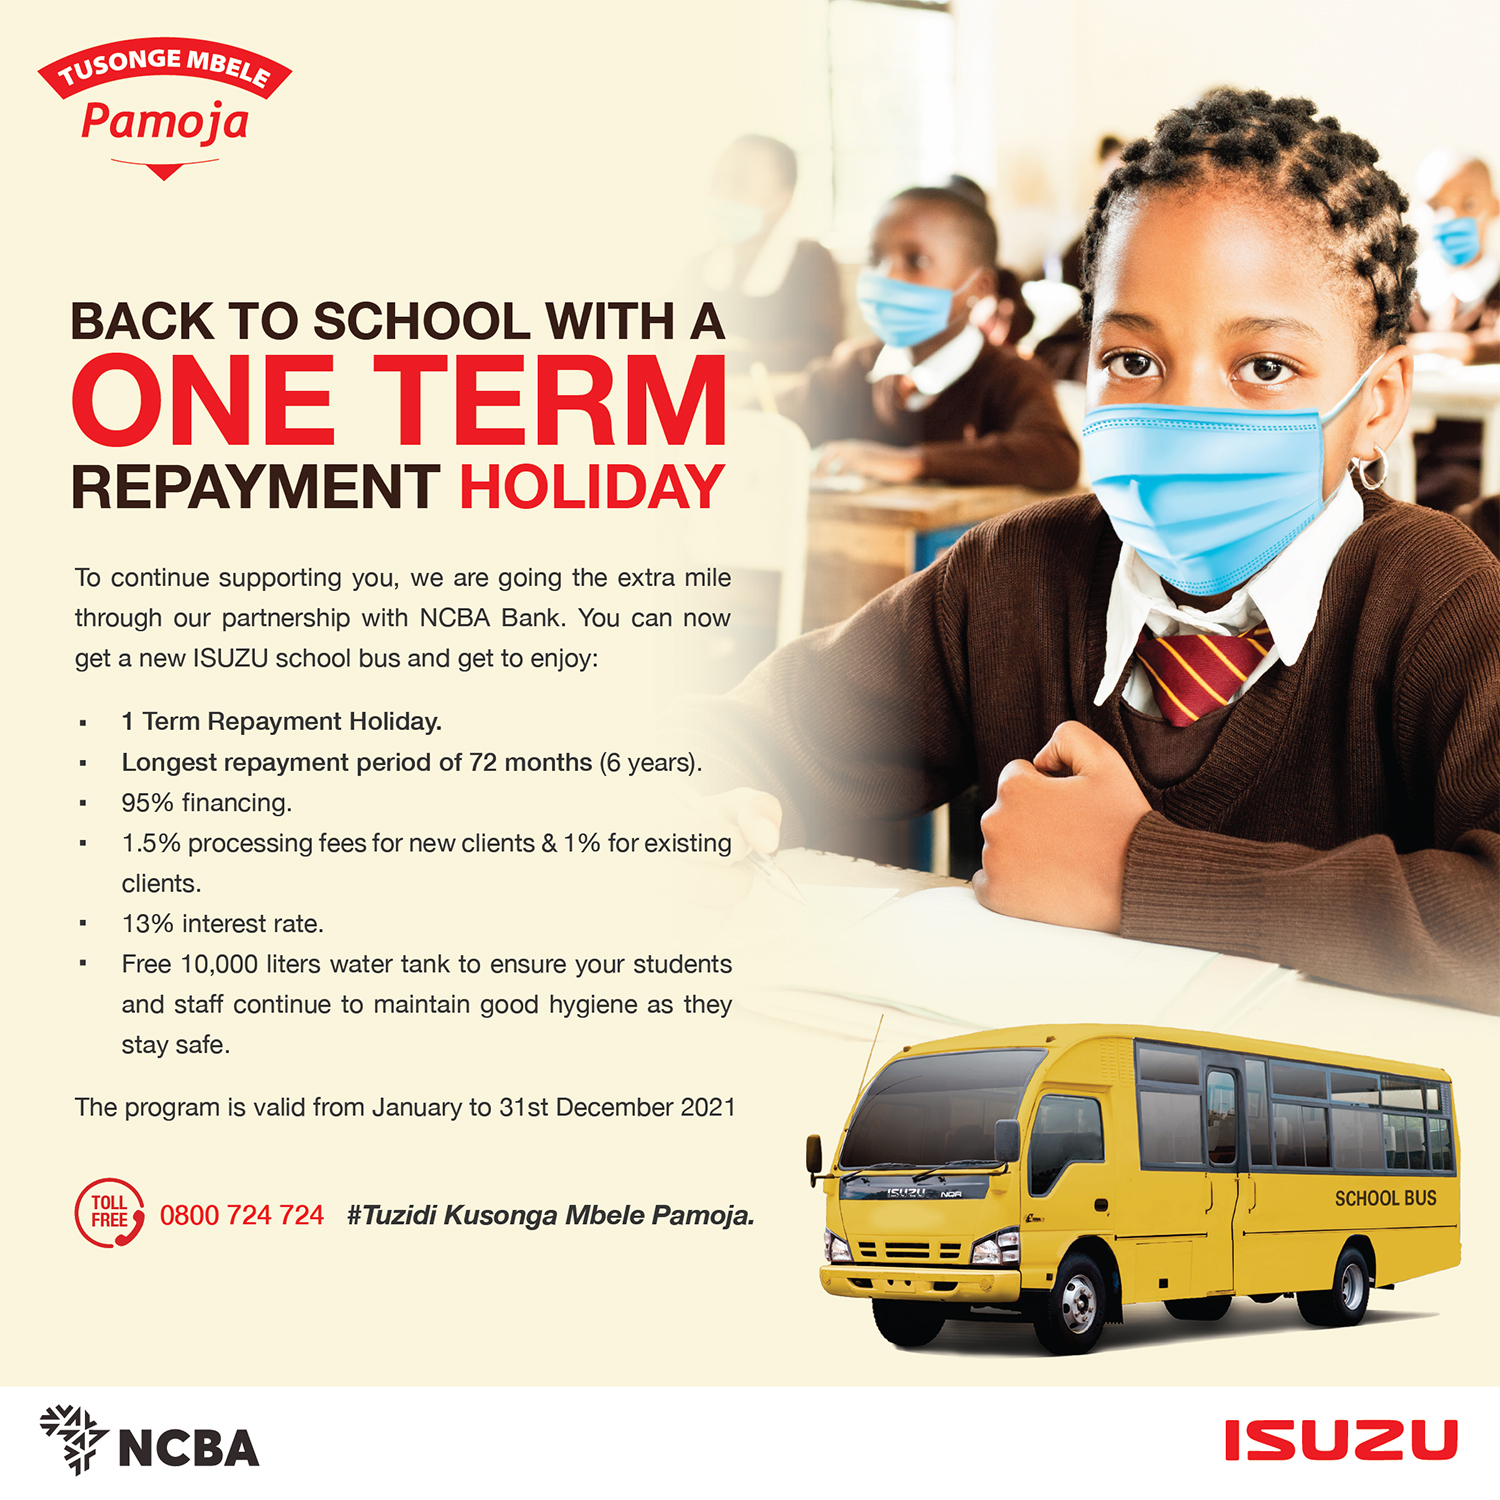 TUSONGE MBELE
Pamoja
BACK TO SCHOOL WITH A
ONE TERM
REPAYMENT HOLIDAY
To continue supporting you, we are going the extra mile
through our partnership with NCBA Bank. You can now
get a new ISUZU school bus and get to enjoy:
▪ 1 Term Repayment Holiday.
▪ Longest repayment period of 72 months (6 years).
▪ 95% financing.
▪ 1.5% processing fees for new clients & 1% for existing
clients.
▪ 13% interest rate.
▪ Free 10,000 liters water tank to ensure your students
and staff continue to maintain good hygiene as they
stay safe.
The program is valid from January to 31st December 2021
TOLL
FREE
0800 724 724 #Tuzidi Kusonga Mbele Pamoja.
ISUZU NQR
SCHOOL BUS
NCBA
ISUZU